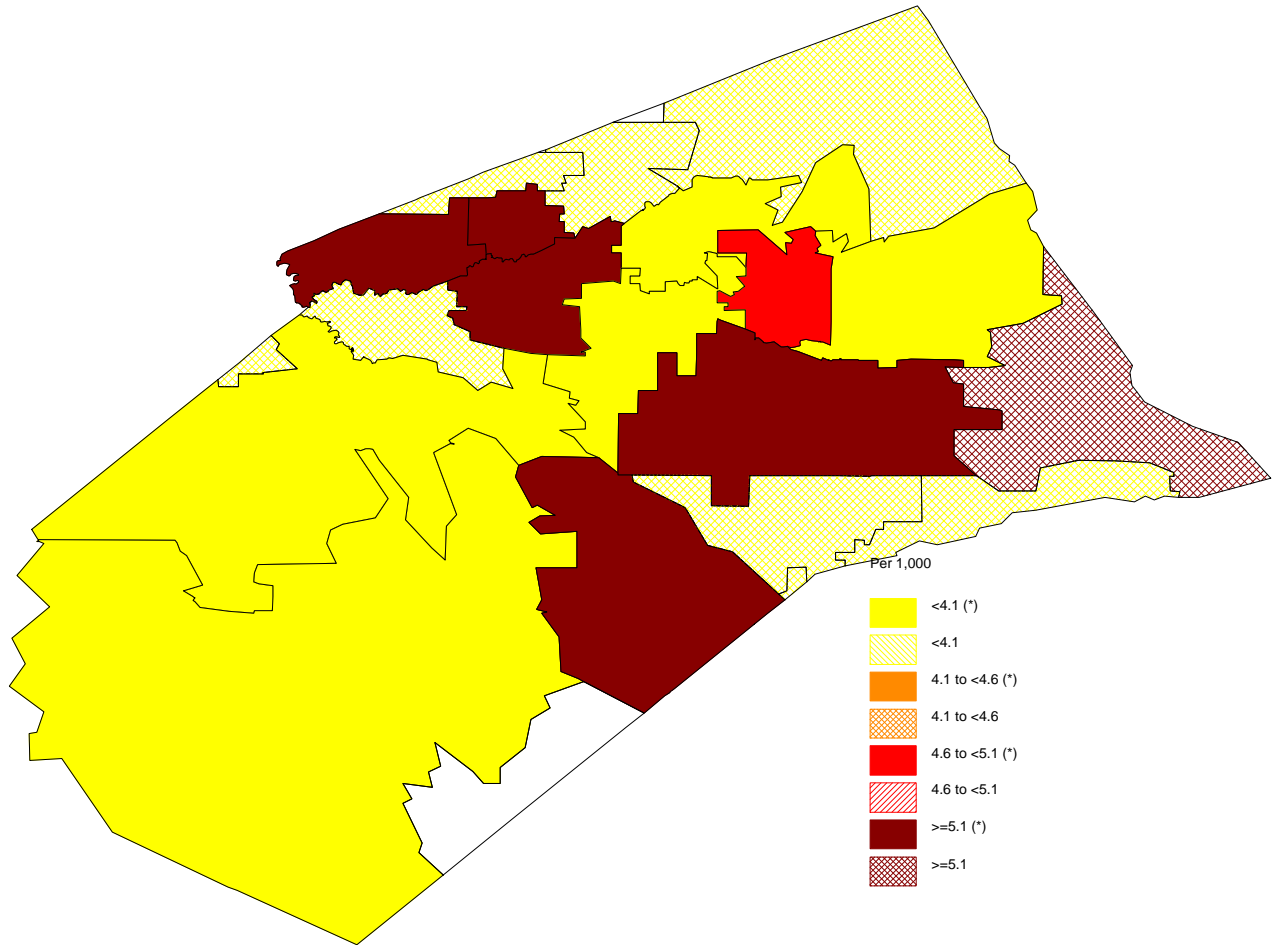 Per 1,000
<4.1 (*)
<4.1
4.1 to <4.6 (*)
4.1 to <4.6
4.6 to <5.1 (*)
4.6 to <5.1
>=5.1 (*)
>=5.1